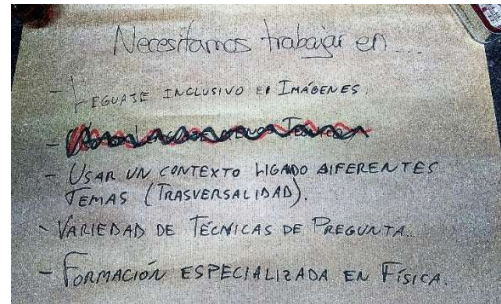 Necesitamos trabajar en...
- LEGUAJE INCLUSIVO EN IMÁGENES.
-
- USAR UN CONTEXTO LIGADO A DIFERENTES
TEMAS (TRASVERSALIDAD).
- VARIEDAD DE TÉCNICAS DE PREGUNTA.
- FORMACIÓN ESPECIALIZADA EN FÍSICA.